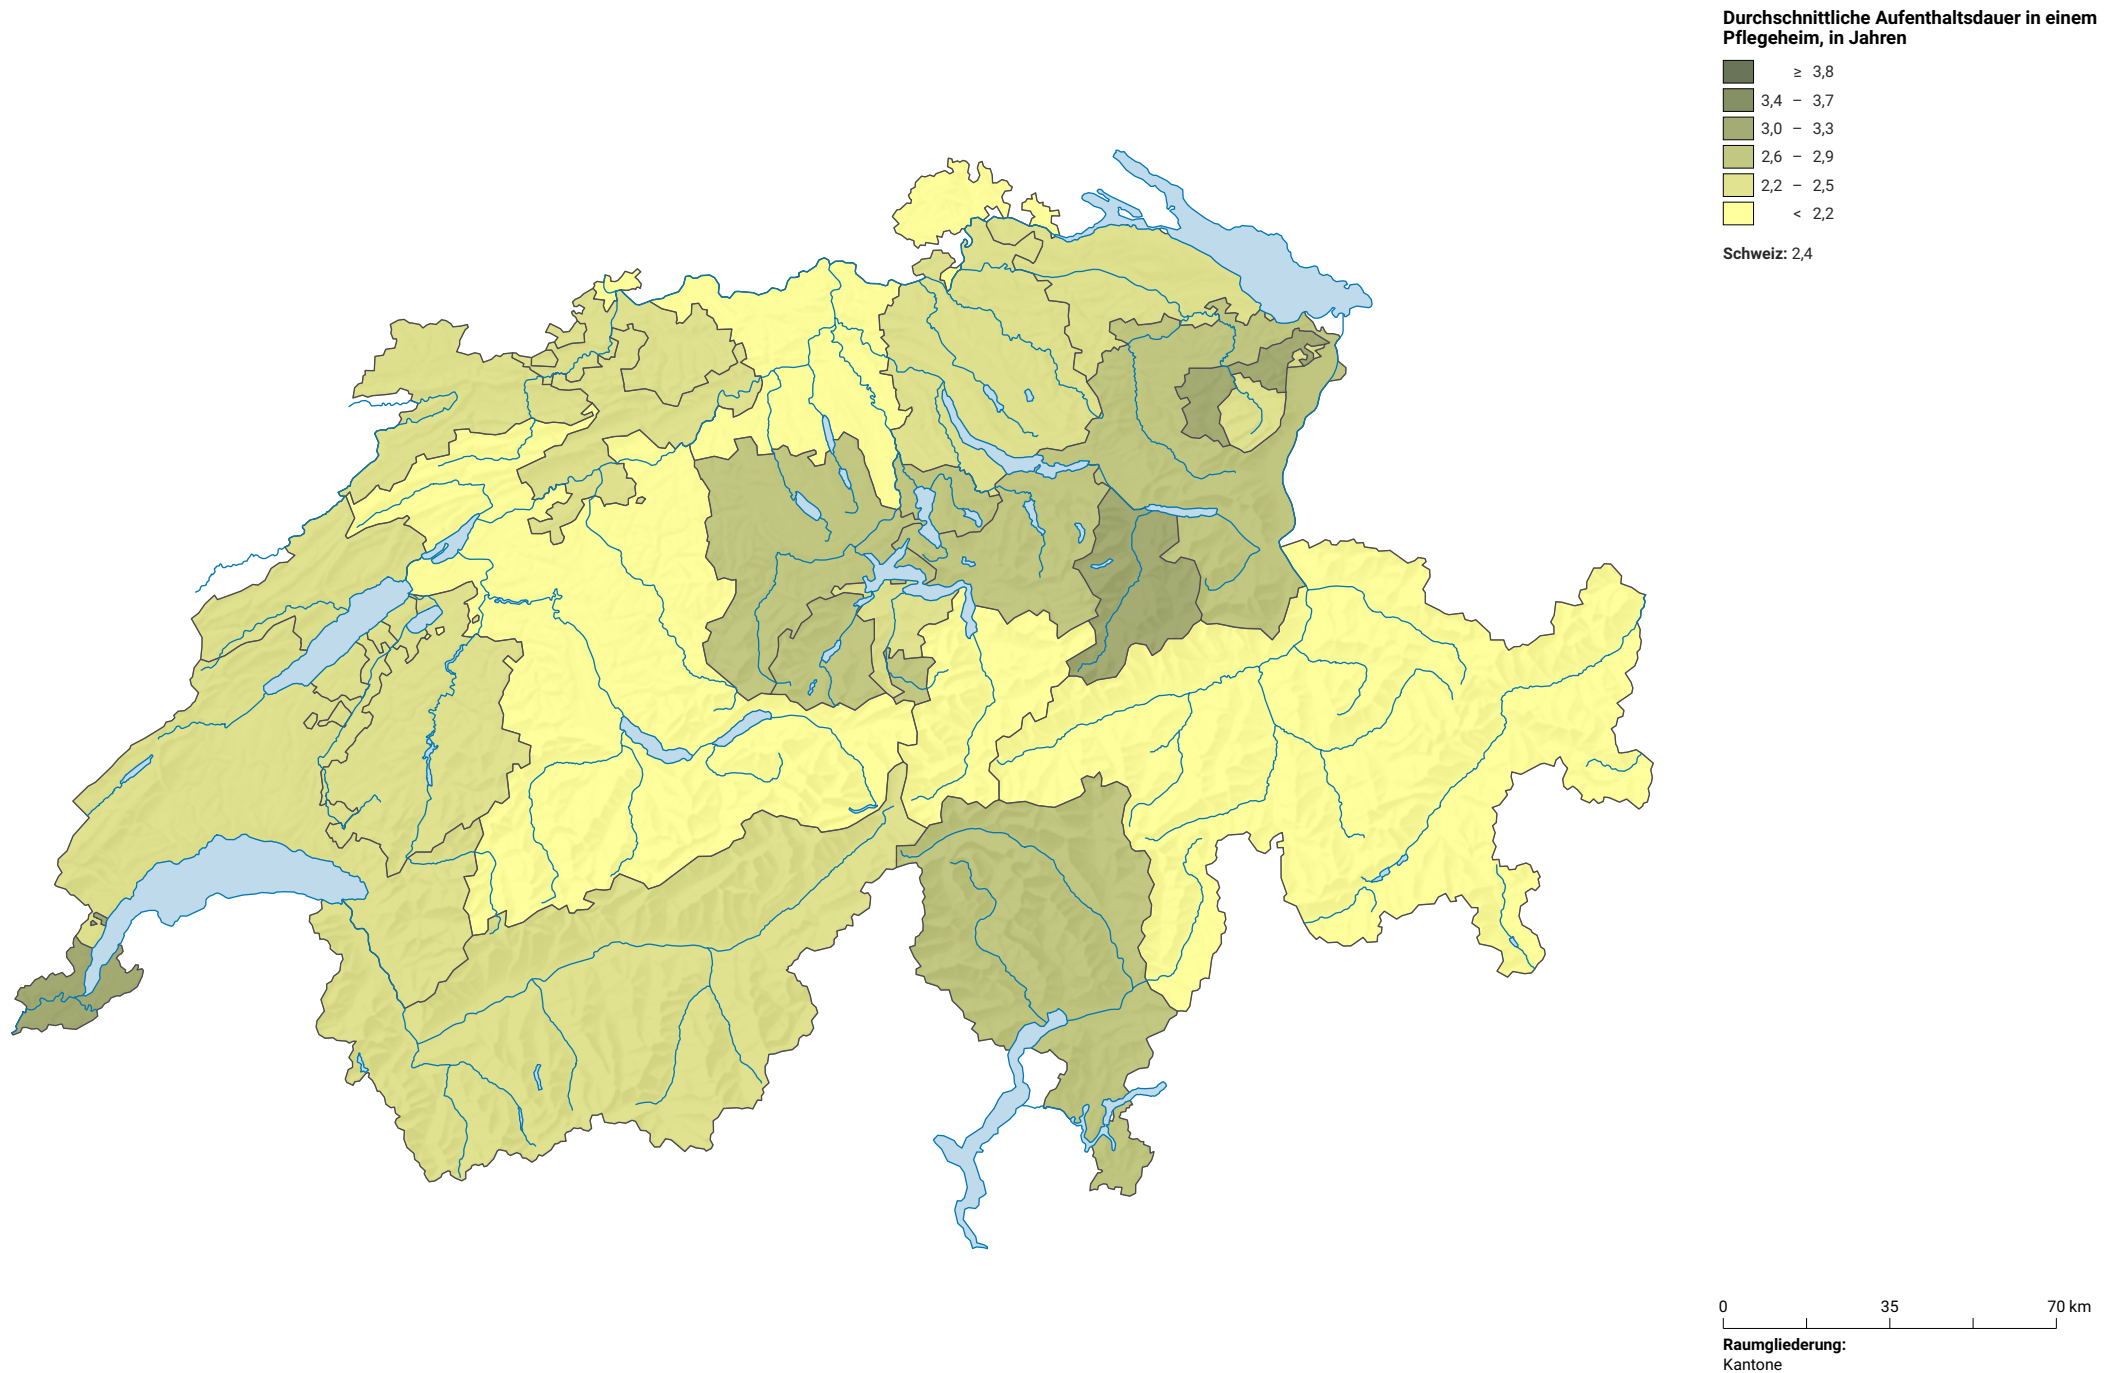 Durchschnittliche Aufenthaltsdauer in einem
Pflegeheim, in Jahren
≥ 3,8
3,4 – 3,7
3,0 – 3,3
2,6 – 2,9
2,2 – 2,5
< 2,2
Schweiz: 2,4
0 35 70 km
Raumgliederung:
Kantone